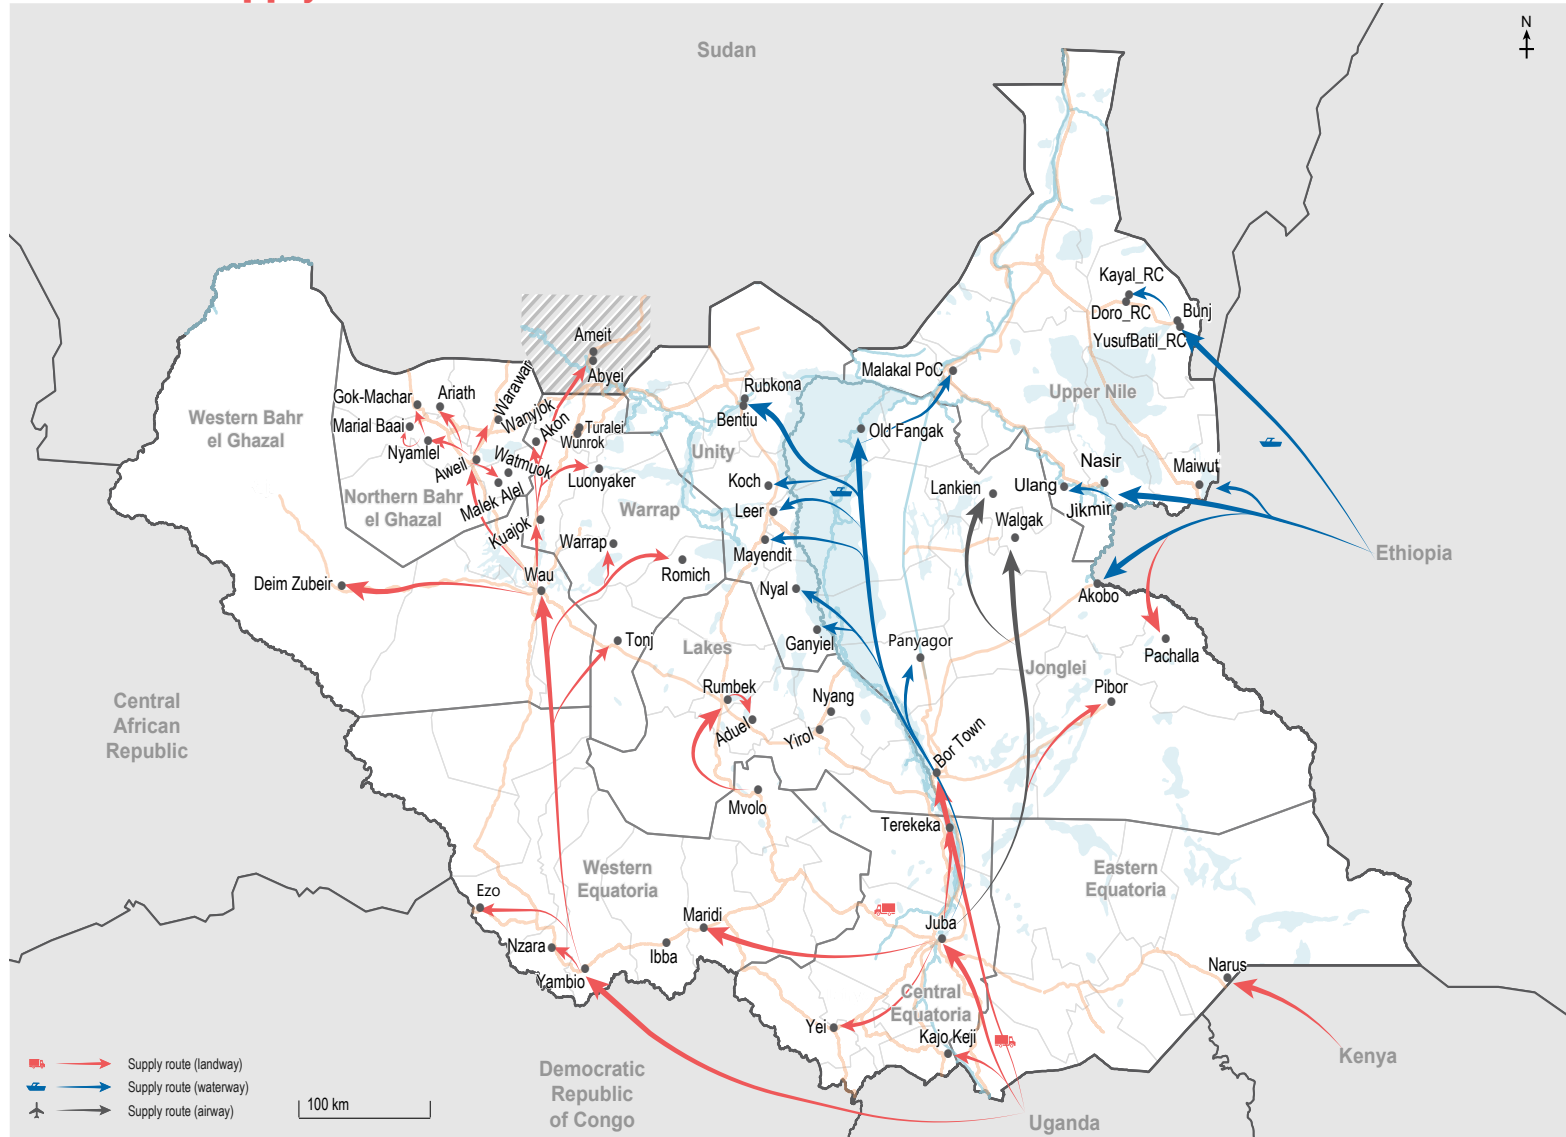 N
Sudan
Kayal_RC
Doro_RC
Bunj
YusufBatil_RC
Ameit
Abyei
Malakal PoC
Upper Nile
Rubkona
Bentiu
Gok-Machar
Ariath
Warawar
Wanyjok
Akon
Marial Baai
Nyamlel
Turalei
Wunrok
Old Fangak
Western Bahr
el Ghazal
Aweil
Watmuok
Malek Alel
Luonyaker
Unity
Koch
Leer
Mayendit
Lankien
Ulang
Nasir
Maiwut
Jikmir
Walgak
Northern Bahr
el Ghazal
Warrap
Kuajok
Warrap
Romich
Ethiopia
Deim Zubeir
Wau
Nyal
Akobo
Ganyiel
Panyagor
Tonj
Lakes
Pachalla
Jonglei
Pibor
Rumbek
Aduel
Nyang
Yirol
Central
African
Republic
Bor Town
Mvolo
Terekeka
Western
Equatoria
Eastern
Equatoria
Ezo
Maridi
Juba
Nzara
Ibba
Yambio
Narus
Central
Equatoria
Yei
Kajo Keji
Kenya
Democratic
Republic
of Congo
Uganda
Supply route (landway)
Supply route (waterway)
Supply route (airway)
100 km